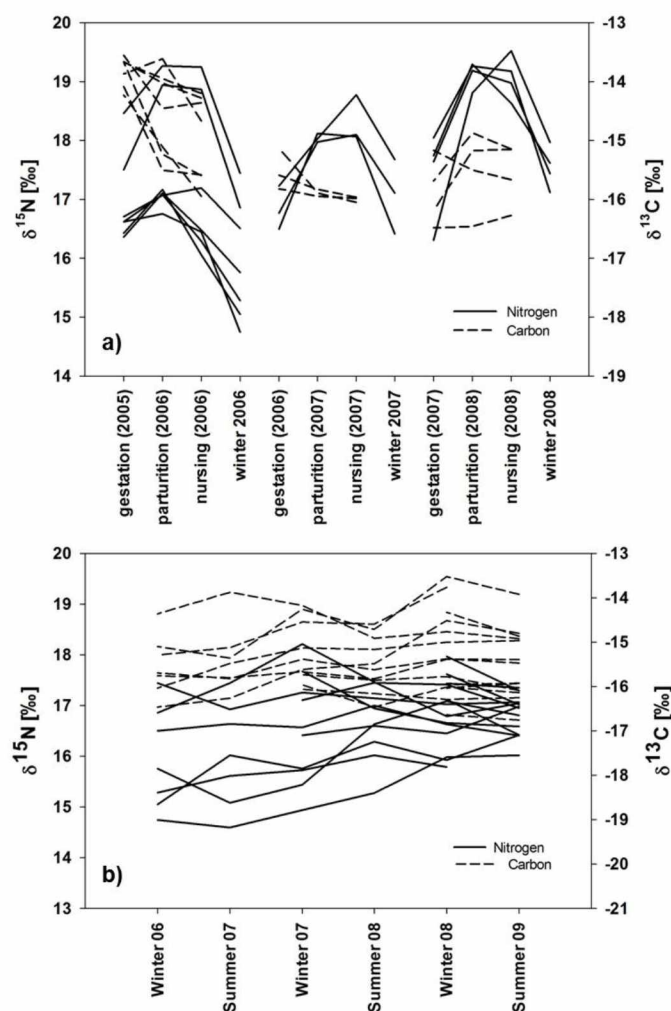 20
19
18
17
16
15
14
δ15N [‰]
-13
-14
-15
-16
-17
-18
-19
δ13C [‰]
Nitrogen
Carbon
a)
gestation (2005)
parturition (2006)
nursing (2006)
winter 2006
gestation (2006)
parturition (2007)
nursing (2007)
winter 2007
gestation (2007)
parturition (2008)
nursing (2008)
winter 2008
20
19
18
17
16
15
14
13
δ15N [‰]
-13
-14
-15
-16
-17
-18
-19
-20
-21
δ13C [‰]
Nitrogen
Carbon
b)
Winter 06
Summer 07
Winter 07
Summer 08
Winter 08
Summer 09